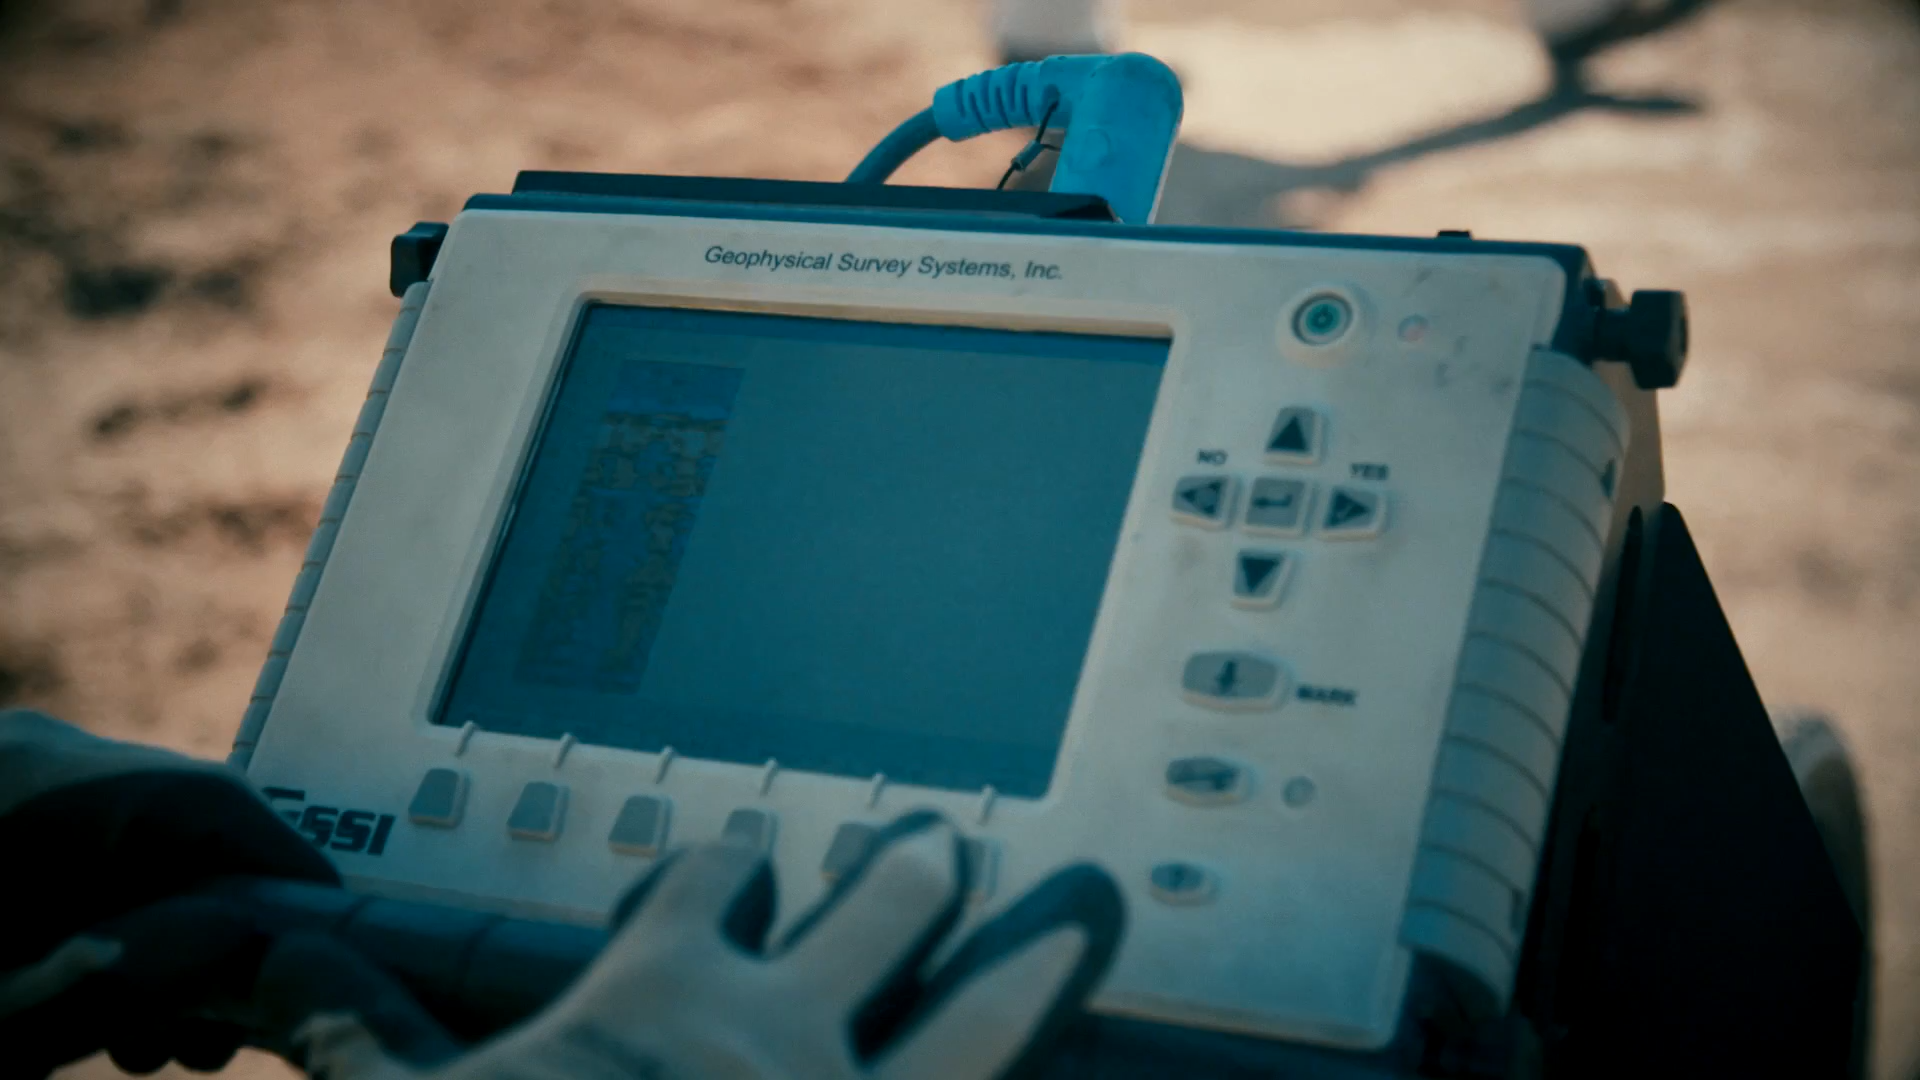 Geophysical Survey Systems, Inc.
NO
YES
MARK
GSSI